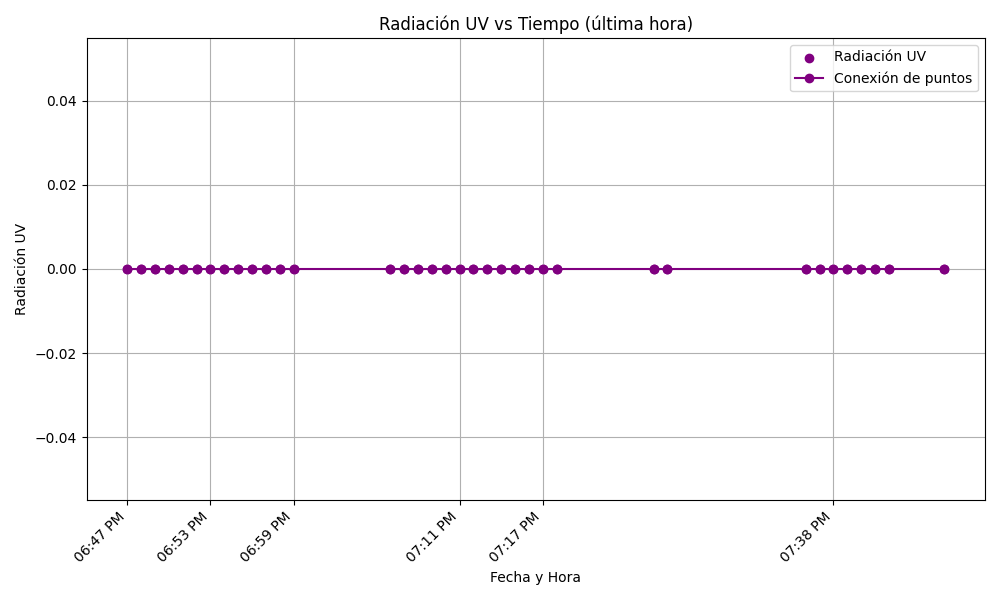 Radiación UV vs Tiempo (última hora)
Radiación UV
Conexión de puntos
0.04
0.02
0.00
−0.02
−0.04
Radiación UV
06:47 PM
06:53 PM
06:59 PM
07:11 PM
07:17 PM
07:38 PM
Fecha y Hora